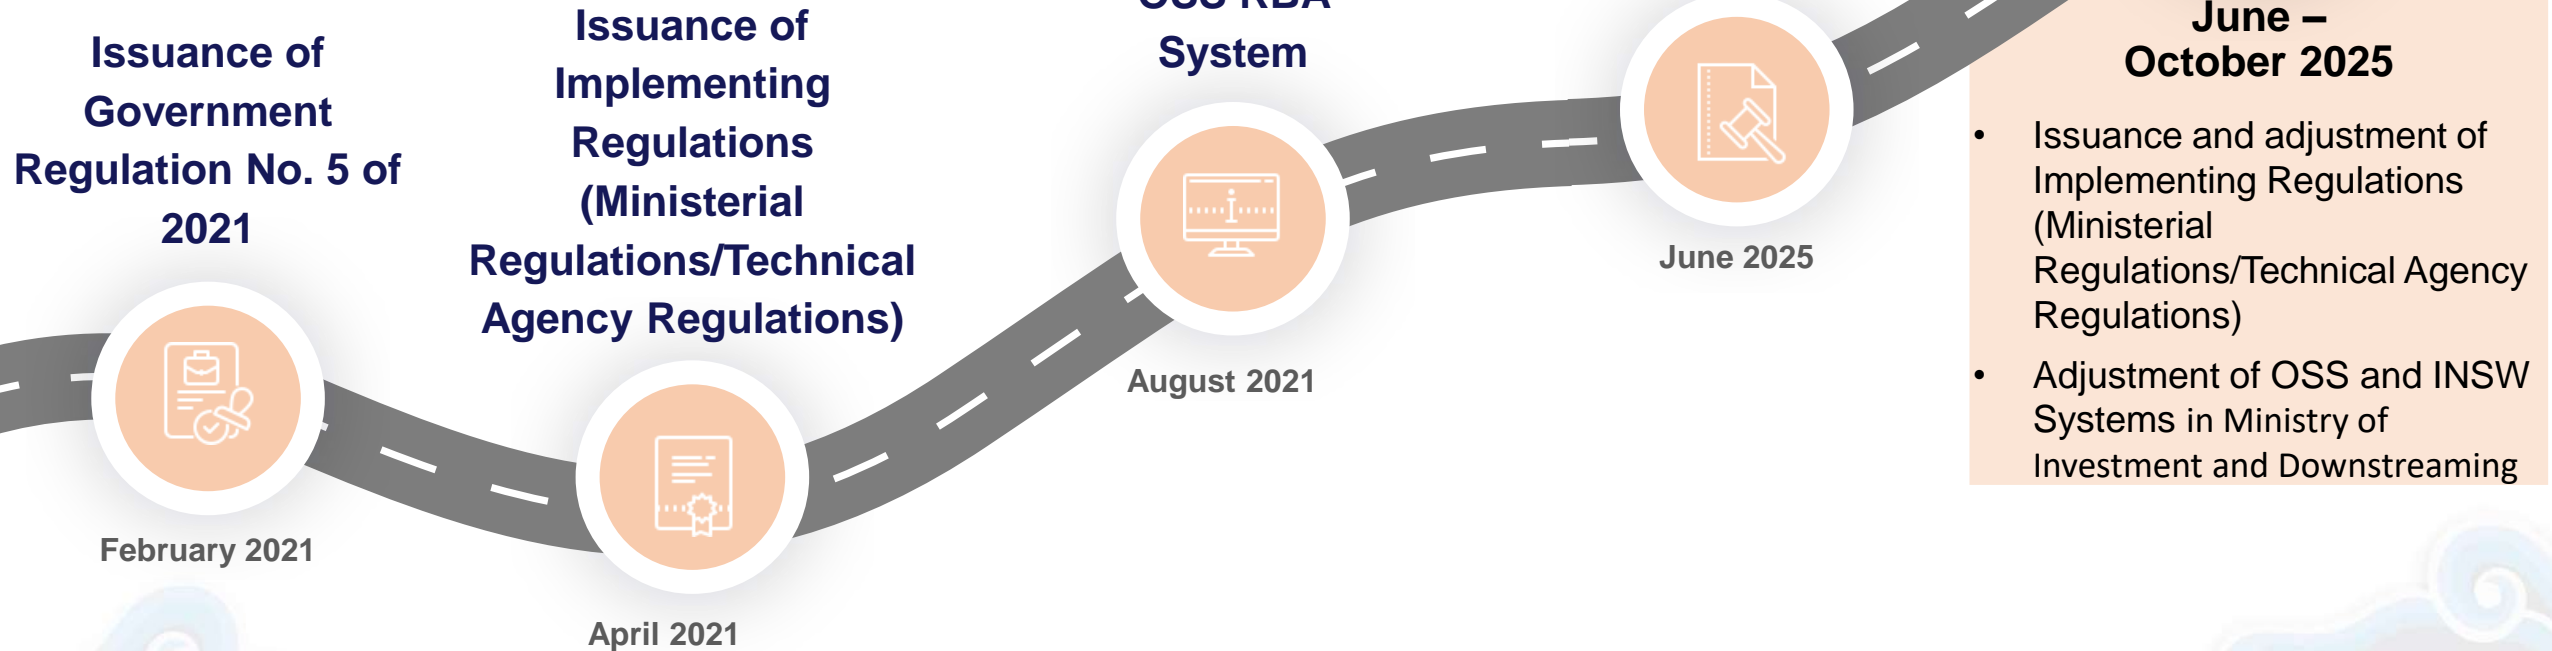 Issuance of
Government
Regulation No. 5 of
2021
February 2021
Issuance of
Implementing
Regulations
(Ministerial
Regulations/Technical
Agency Regulations)
April 2021
OSS RBA
System
August 2021
June 2025
June –
October 2025
• Issuance and adjustment of
Implementing Regulations
(Ministerial
Regulations/Technical Agency
Regulations)
• Adjustment of OSS and INSW
Systems in Ministry of
Investment and Downstreaming